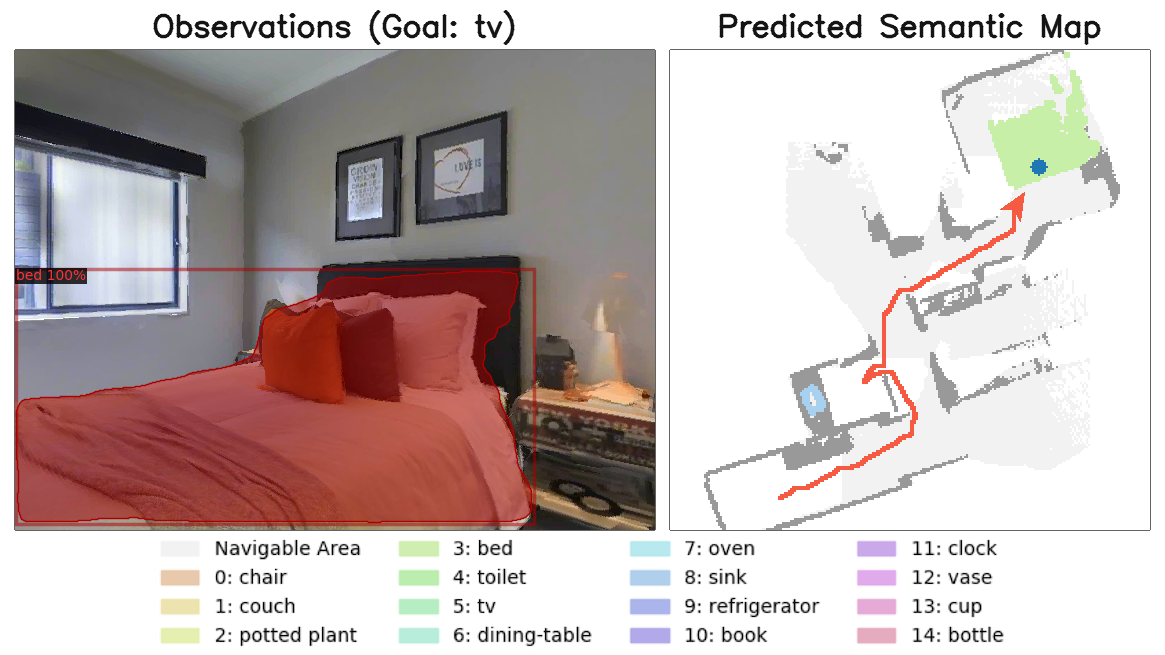 Observations (Goal: tv)
Predicted Semantic Map
LOVE IS
bed 100%
Navigable Area
0: chair
1: couch
2: potted plant
3: bed
4: toilet
5: tv
6: dining-table
7: oven
8: sink
9: refrigerator
10: book
11: clock
12: vase
13: cup
14: bottle